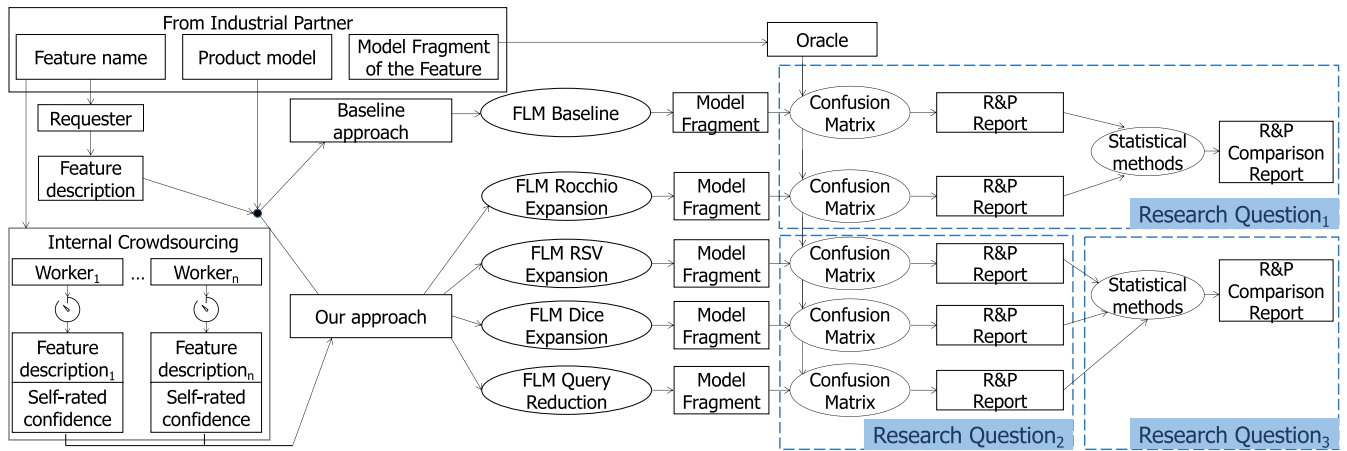 From Industrial Partner
Feature name
Product model
Model Fragment
of the Feature
Oracle
Requester
Feature
description
Baseline
approach
FLM Baseline
Model
Fragment
Confusion
Matrix
R&P
Report
Statistical
methods
R&P
Comparison
Report
FLM Rocchio
Expansion
Model
Fragment
Confusion
Matrix
R&P
Report
Research Question1
Internal Crowdsourcing
Worker1
...
Workern
Feature
description1
Self-rated
confidence
Feature
descriptionn
Self-rated
confidence
Our approach
FLM RSV
Expansion
Model
Fragment
Confusion
Matrix
R&P
Report
FLM Dice
Expansion
Model
Fragment
Confusion
Matrix
R&P
Report
FLM Query
Reduction
Model
Fragment
Confusion
Matrix
R&P
Report
Research Question2
Statistical
methods
R&P
Comparison
Report
Research Question3